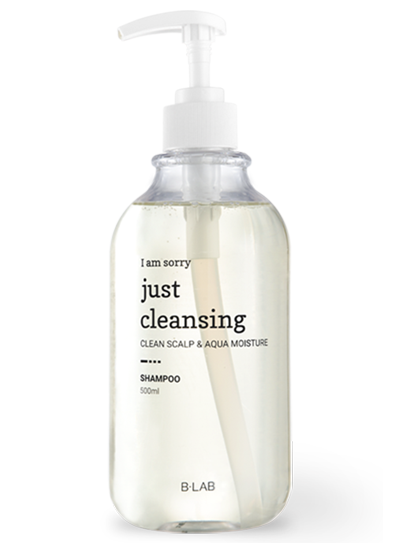 I am sorry
just
cleansing
CLEAN SCALP & AQUA MOISTURE
SHAMPOO
500ml
B·LAB